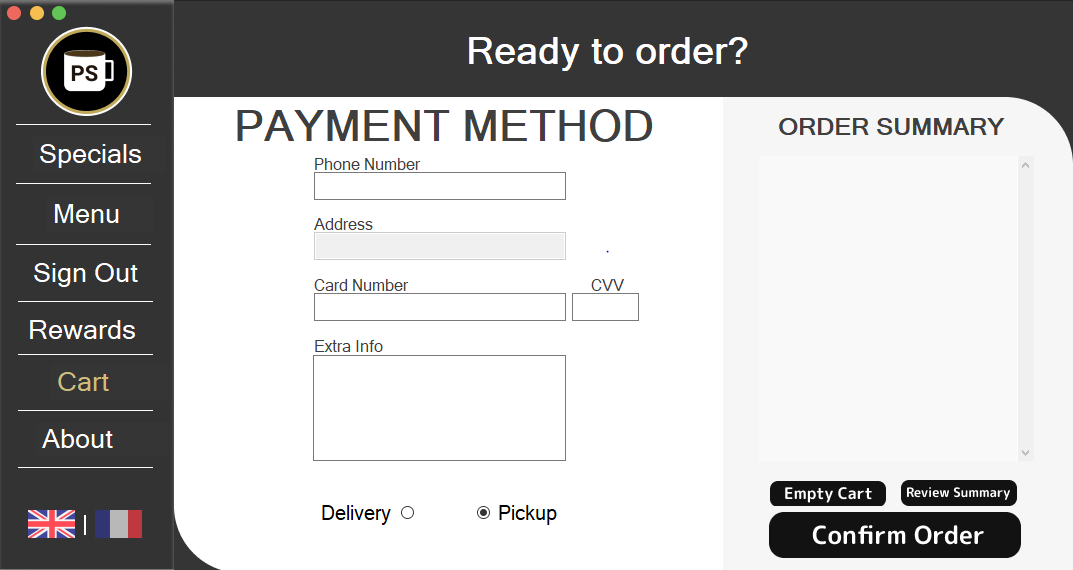 PS
Specials
Menu
Sign Out
Rewards
Cart
About
|
Ready to order?
PAYMENT METHOD
Phone Number
Address
.
Card Number
CVV
Extra Info
Delivery
Pickup
ORDER SUMMARY
Empty Cart
Review Summary
Confirm Order